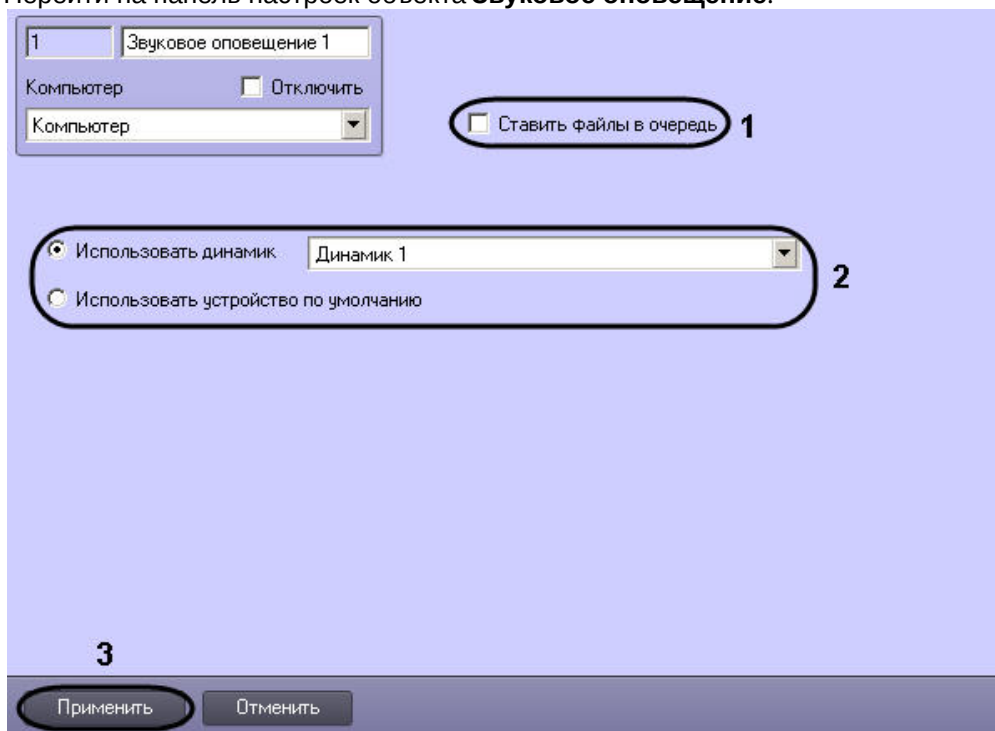 Перейти на панель настроек объекта Звуковое оповещение.
1 Звуковое оповещение 1
Компьютер Отключить
Компьютер
Ставить файлы в очередь 1
Использовать динамик Динамик 1
Использовать устройство по умолчанию
2
3
Применить Отменить